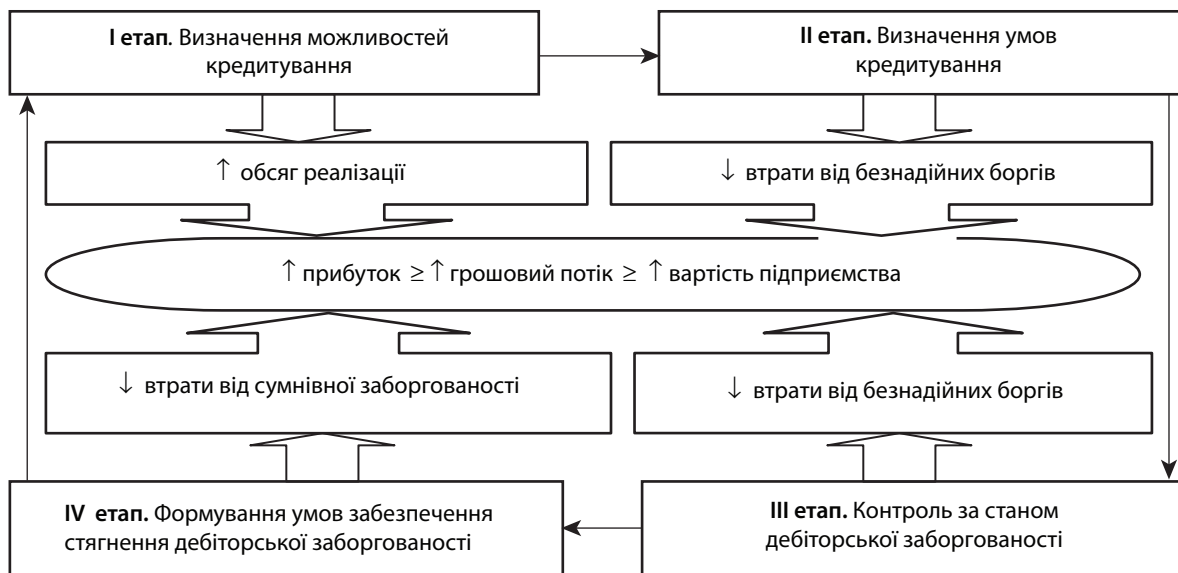 I етап. Визначення можливостей
кредитування
II етап. Визначення умов
кредитування
↑ обсяг реалізації
↓ втрати від безнадійних боргів
↑ прибуток ≥ ↑ грошовий потік ≥ ↑ вартість підприємства
↓ втрати від сумнівної заборгованості
↓ втрати від безнадійних боргів
IV етап. Формування умов забезпечення
стягнення дебіторської заборгованості
III етап. Контроль за станом
дебіторської заборгованості